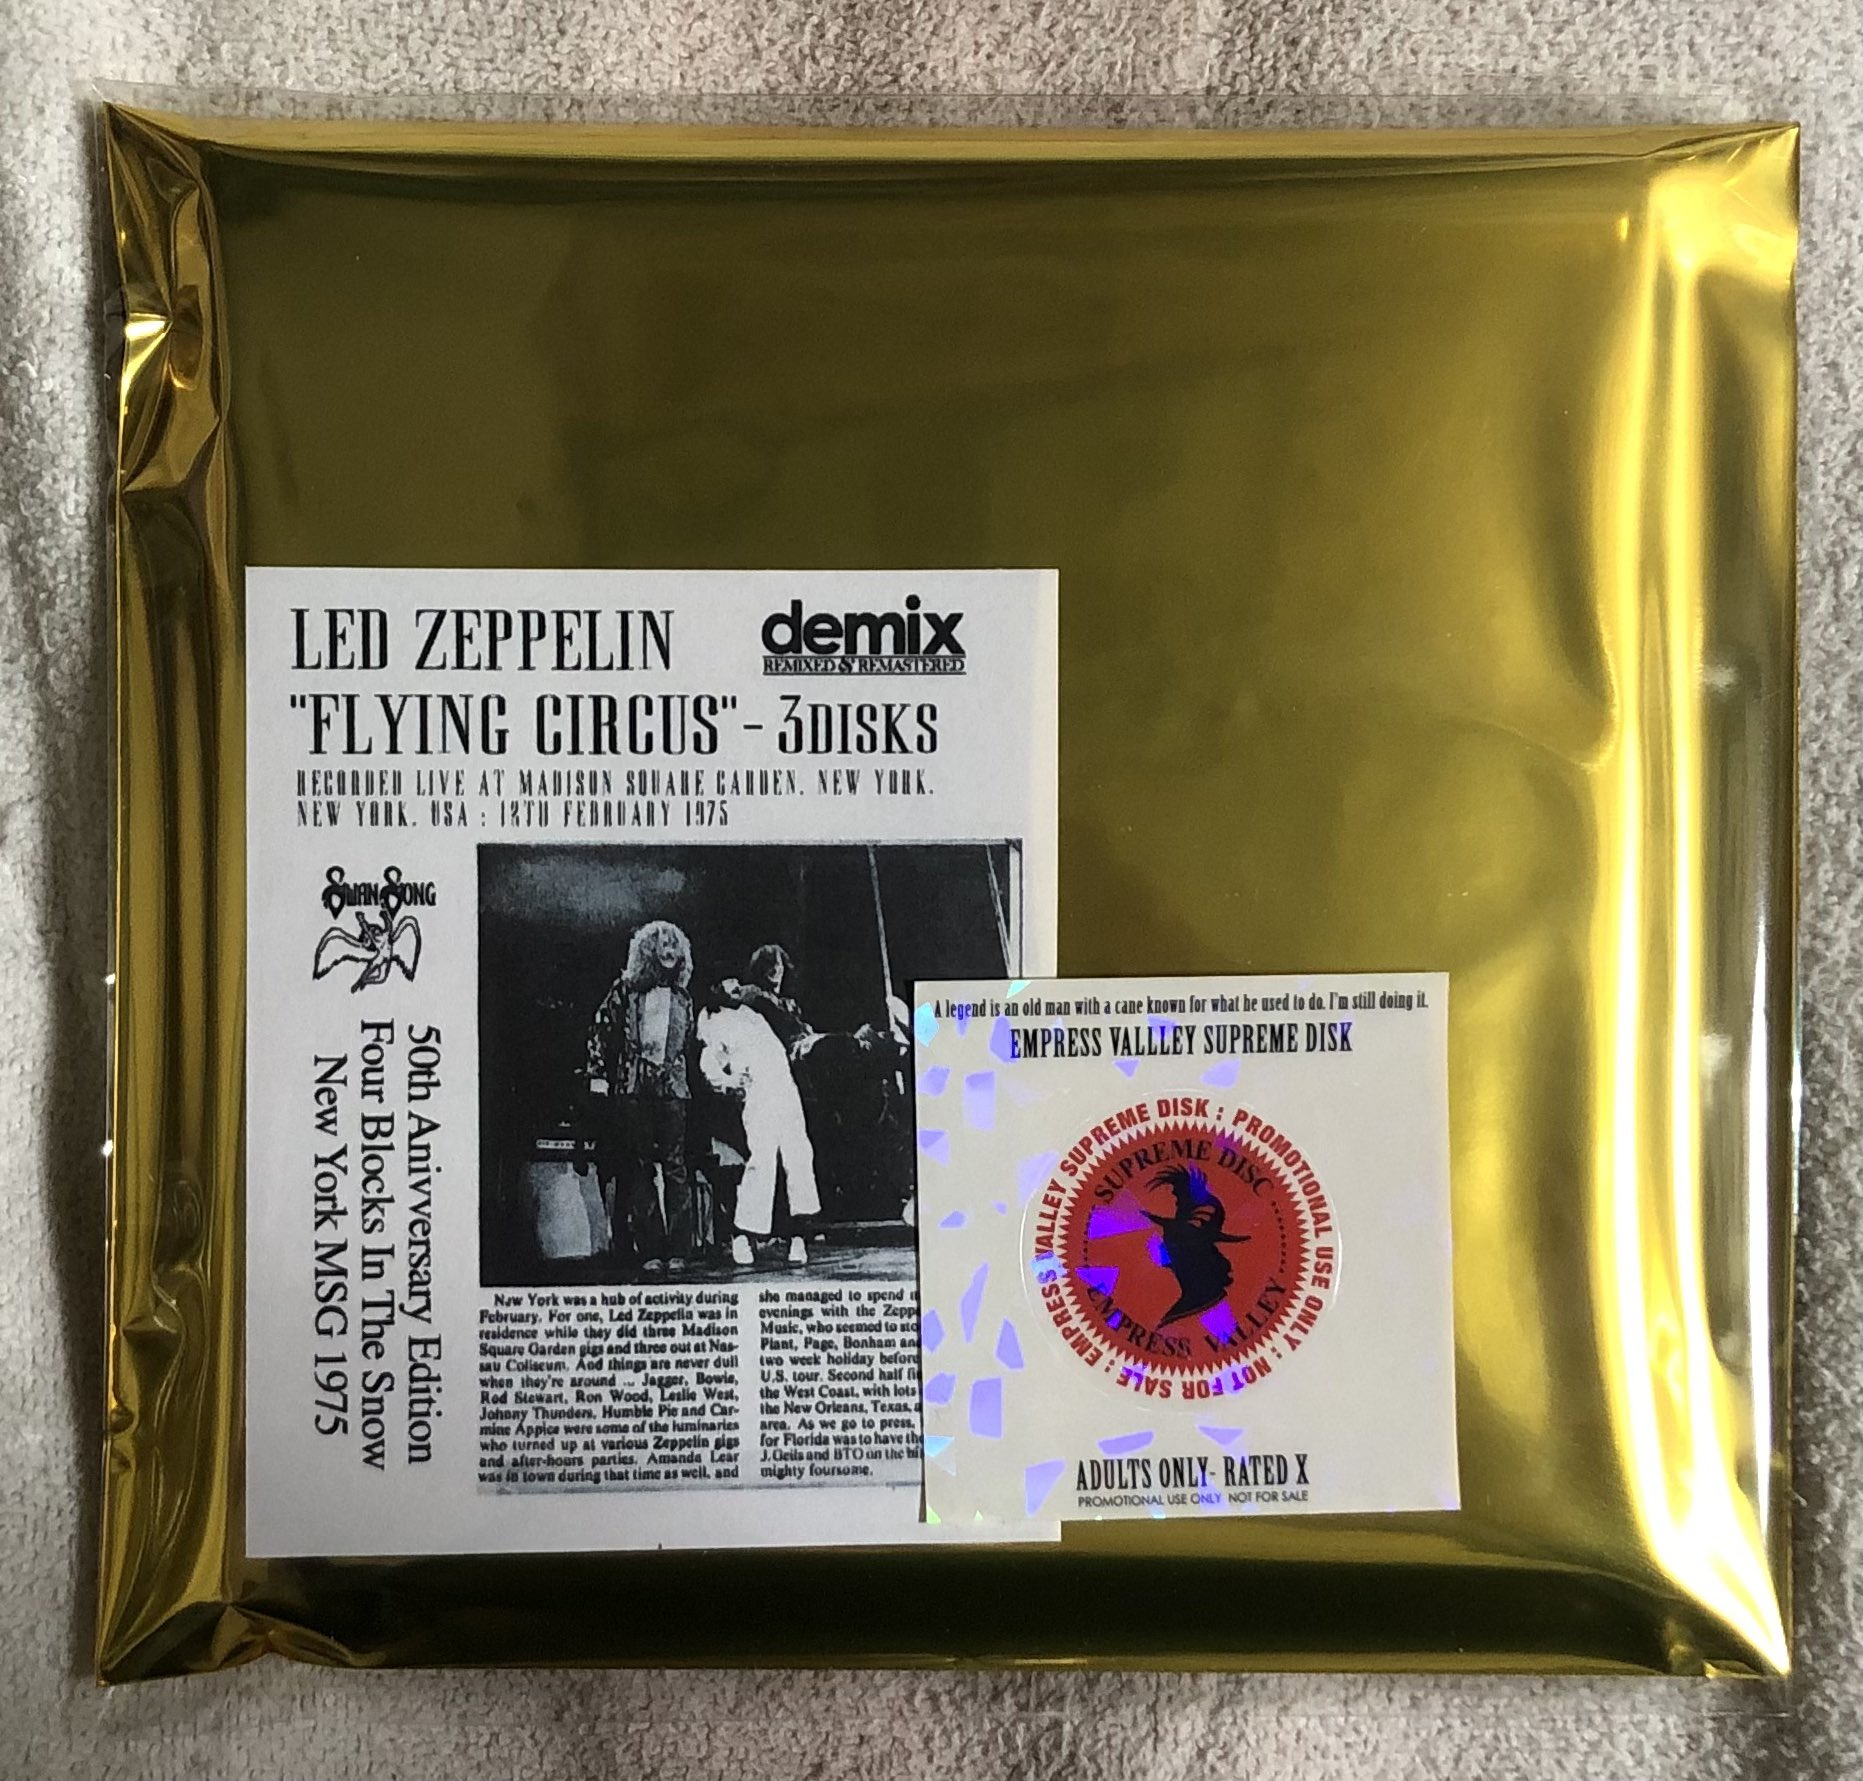 LED ZEPPELIN
demix
REMIXED & REMASTERED
"FLYING CIRCUS" - 3DISKS
RECORDED LIVE AT MADISON SQUARE GARDEN. NEW YORK.
NEW YORK. USA : 12TH FEBRUARY 1975
SWAN SONG
50th Anivversary Edition
Four Blocks In The Snow
New York MSG 1975
New York was a hub of activity during
February. For one, Led Zeppelin was in
residence while they did three Madison
Square Garden gigs and three out at Nas-
sau Coliseum. And things are never dull
when they're around ... Jagger, Bowie,
Rod Stewart, Ron Wood, Leslie West,
Johnny Thunders, Humble Pie and Car-
mine Appice were some of the luminaries
who turned up at various Zeppelin gigs
and after-hours parties. Amanda Lear
was in town during that time as well, and
she managed to spend
evenings with the Zepp
Music, who seemed to
Plant, Page, Bonham and
two week holiday before
U.S. tour. Second half
the West Coast, with lots
the New Orleans, Texas,
area. As we go to press,
for Florida was to have the
J. Geils and BTO on the
mighty foursome.
A legend is an old man with a cane known for what he used to do. I'm still doing it.
EMPRESS VALLLEY SUPREME DISK
EMPRESS VALLEY SUPREME DISK : PROMOTIONAL USE ONLY : NOT FOR SALE :
SUPREME DISC
EMPRESS VALLEY
ADULTS ONLY- RATED X
PROMOTIONAL USE ONLY NOT FOR SALE